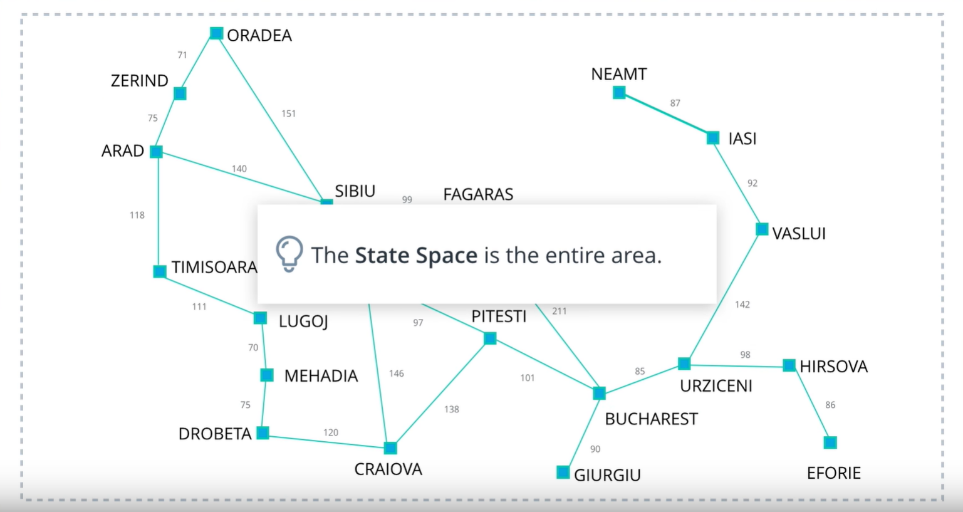 ORADEA
71
ZERIND
NEAMT
87
151
75
IASI
ARAD
140
92
SIBIU
99
FAGARAS
118
VASLUI
The State Space is the entire area.
TIMISOARA
111
142
211
97
PITESTI
LUGOJ
70
98
85
HIRSOVA
146
101
MEHADIA
URZICENI
75
138
86
BUCHAREST
DROBETA
120
90
CRAIOVA
GIURGIU
EFORIE